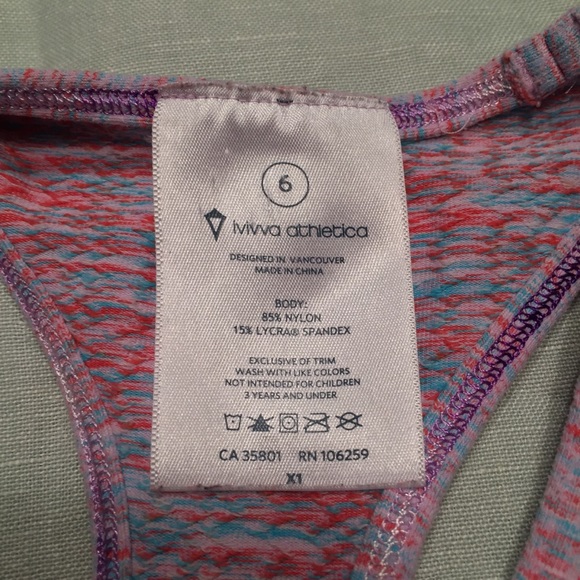 6
ivivva athletica
DESIGNED IN VANCOUVER
MADE IN CHINA
BODY:
85% NYLON
15% LYCRA® SPANDEX
EXCLUSIVE OF TRIM
WASH WITH LIKE COLORS
NOT INTENDED FOR CHILDREN
3 YEARS AND UNDER
CA 35801 RN 106259
X1